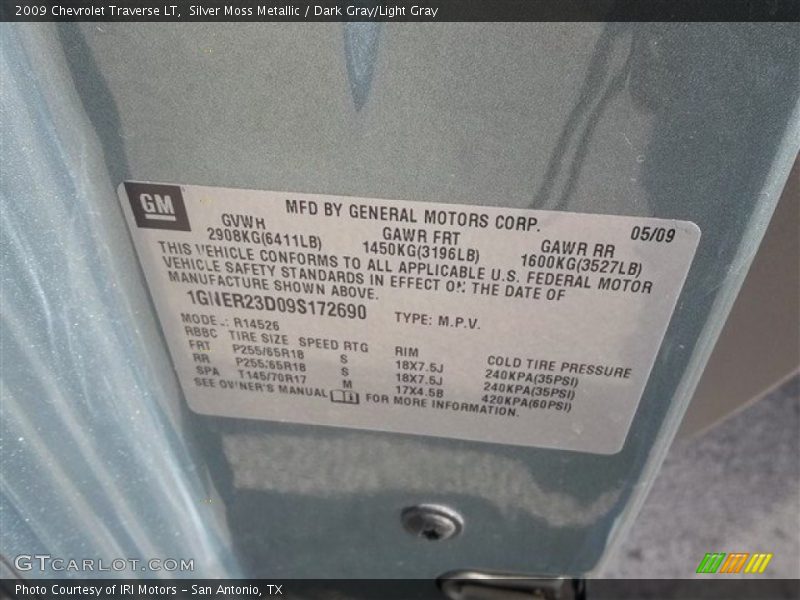 2009 Chevrolet Traverse LT, Silver Moss Metallic / Dark Gray/Light Gray
GM
MFD BY GENERAL MOTORS CORP. 05/09
GVWR GAWR FRT GAWR RR
2908KG(6411LB) 1450KG(3196LB) 1600KG(3527LB)
THIS VEHICLE CONFORMS TO ALL APPLICABLE U.S. FEDERAL MOTOR
VEHICLE SAFETY STANDARDS IN EFFECT ON THE DATE OF
MANUFACTURE SHOWN ABOVE.
1GNER23D09S172690 TYPE: M.P.V.
MODEL: R14526
RBBC TIRE SIZE SPEED RTG RIM COLD TIRE PRESSURE
FRT P255/65R18 S 18X7.5J 240KPA(35PSI)
RR P255/65R18 S 18X7.5J 240KPA(35PSI)
SPA T145/70R17 M 17X4.5B 420KPA(60PSI)
SEE OWNER'S MANUAL FOR MORE INFORMATION.
GTCARLOT.COM
Photo Courtesy of IRI Motors - San Antonio, TX